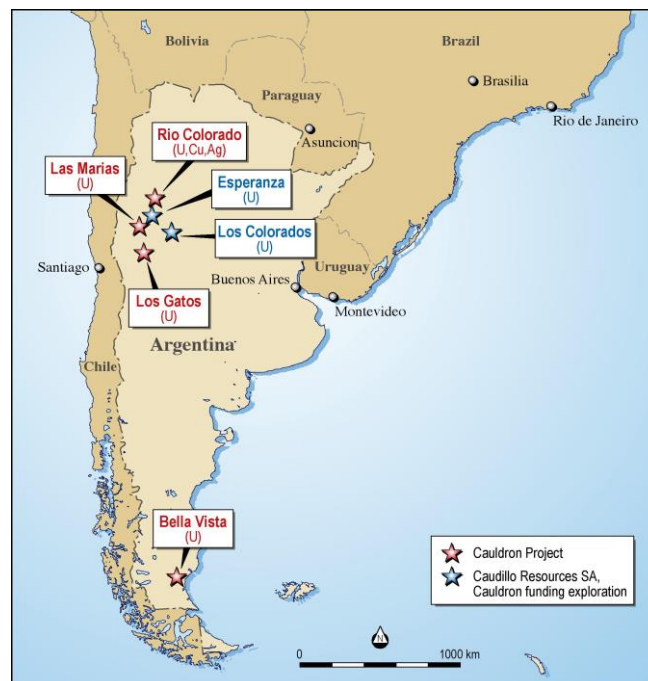 Bolivia
Brazil
Brasilia
Paraguay
Rio de Janeiro
Rio Colorado
(U,Cu,Ag)
Asuncion
Las Marias
(U)
Esperanza
(U)
Los Colorados
(U)
Santiago
Buenos Aires
Uruguay
Los Gatos
(U)
Montevideo
Argentina
Chile
Bella Vista
(U)
Cauldron Project
Caudillo Resources SA,
Cauldron funding exploration
N
0 1000 km